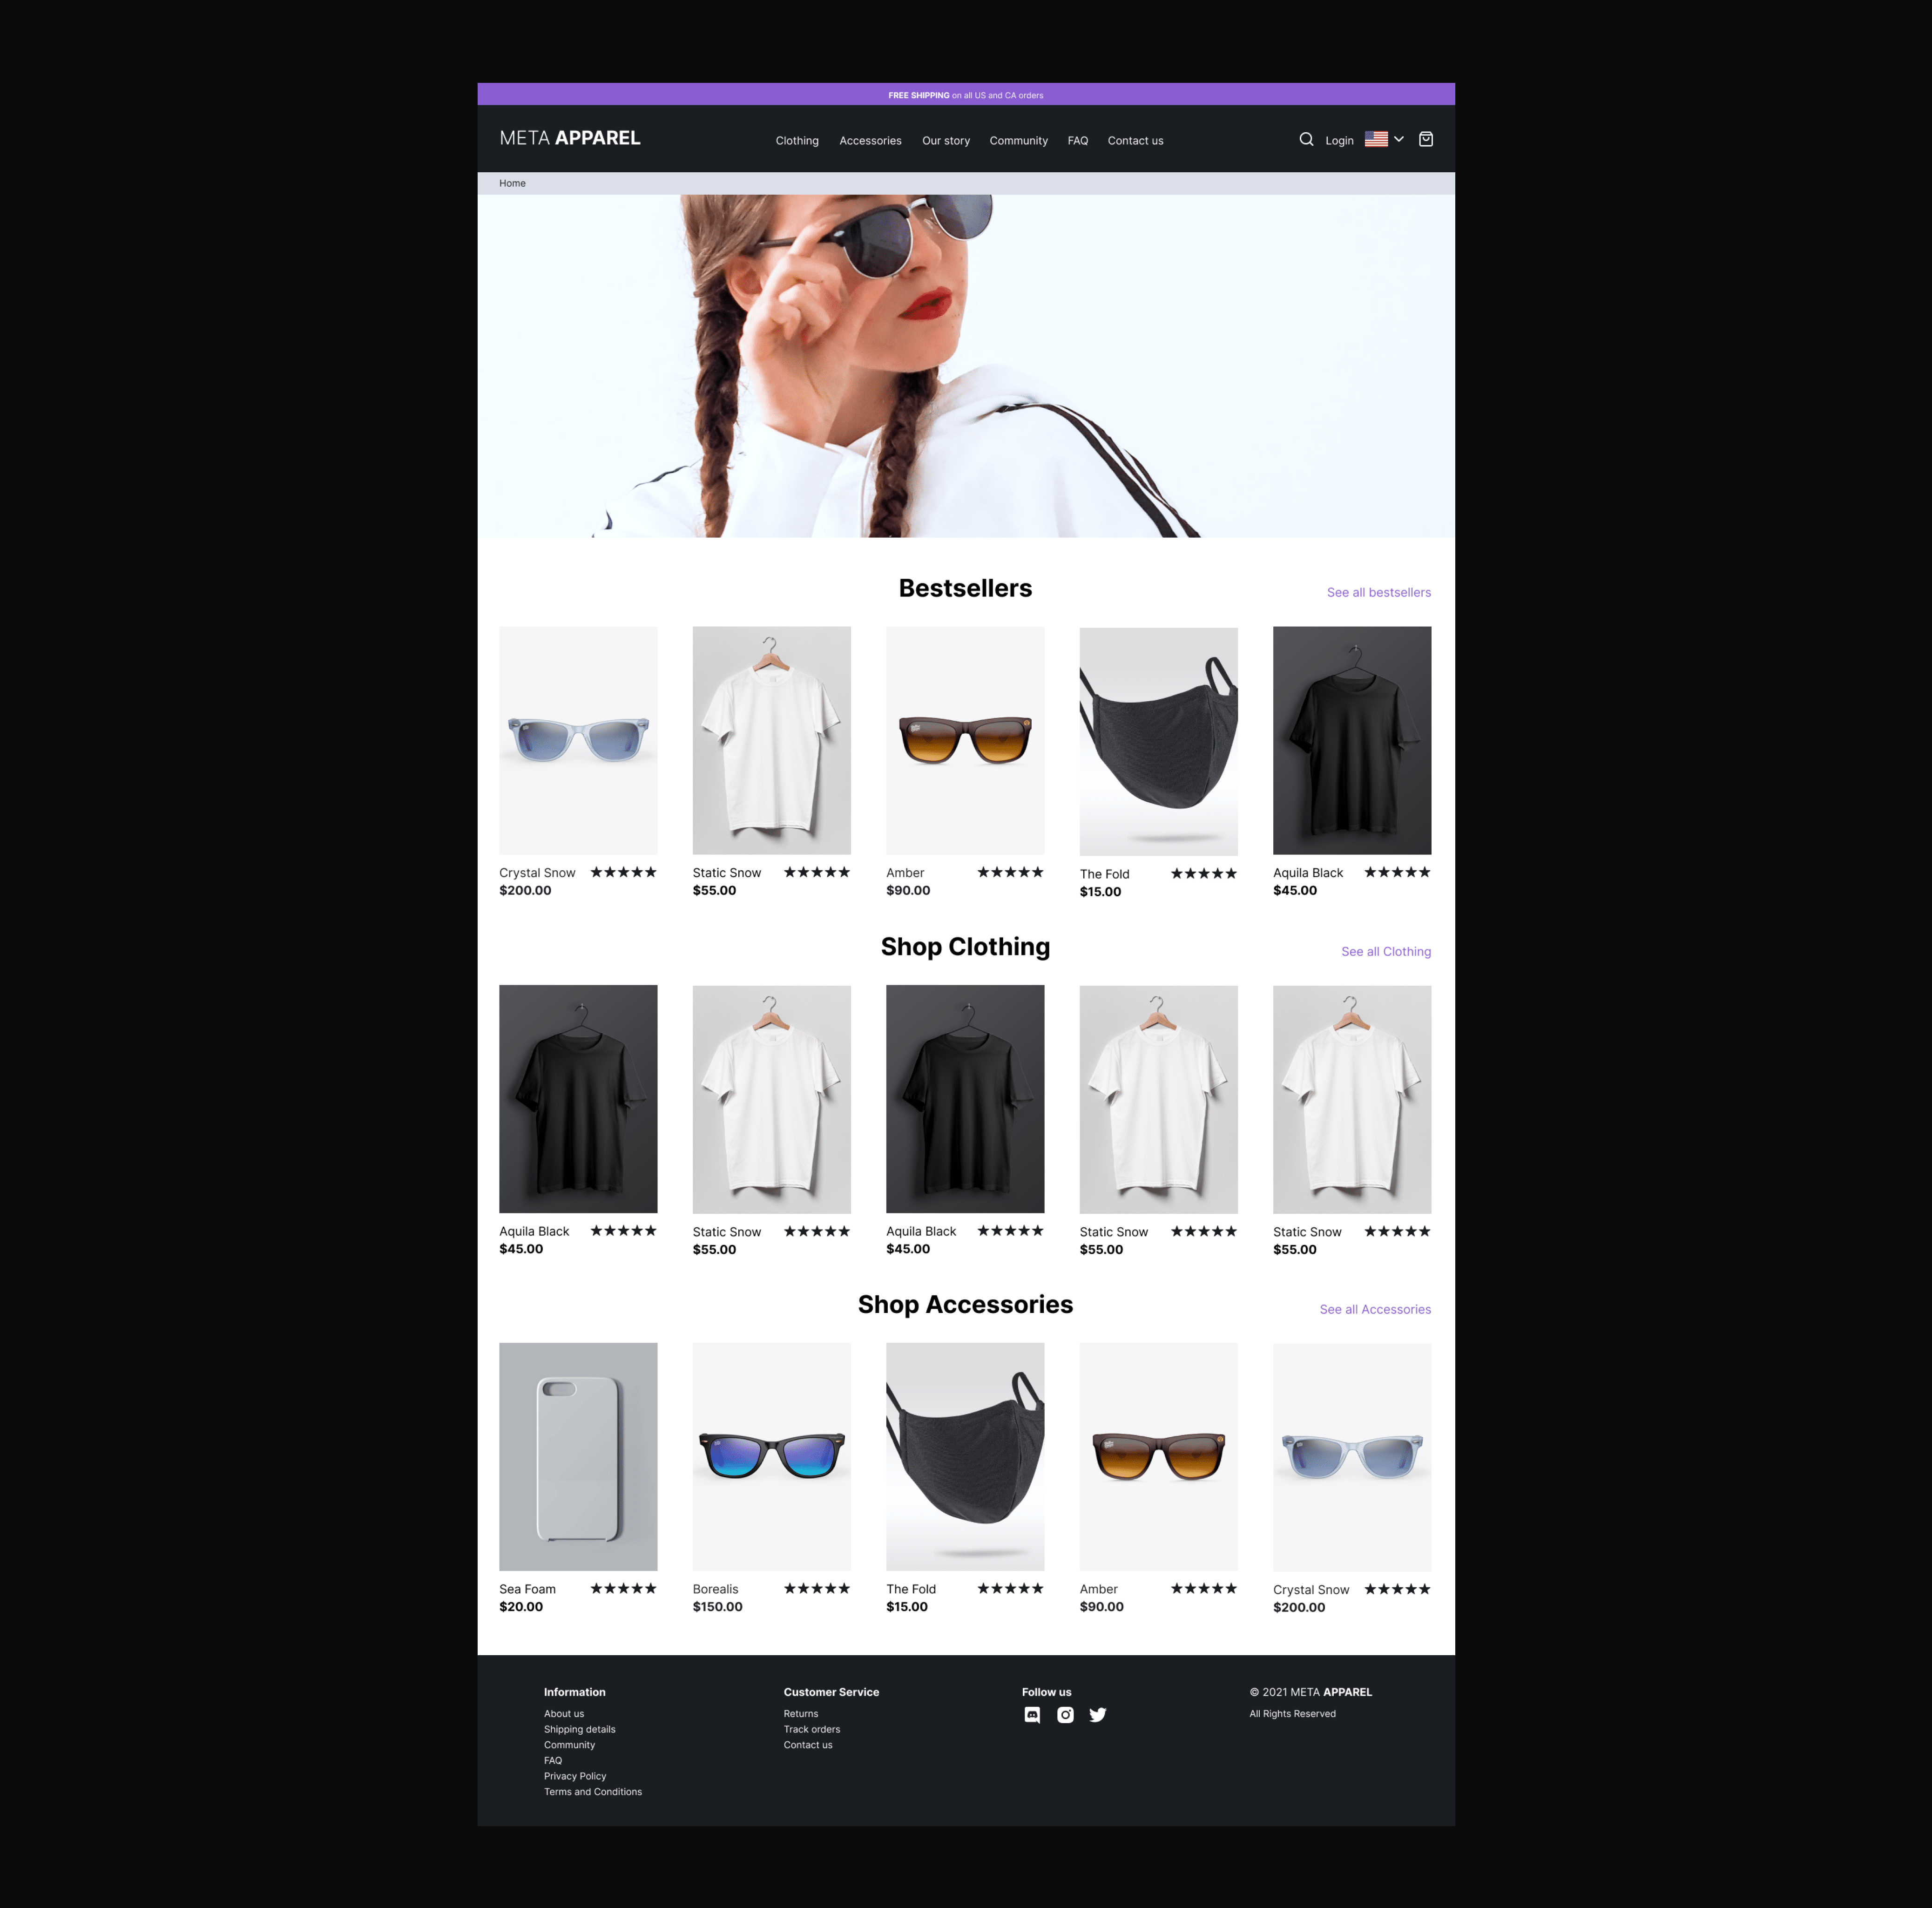 FREE SHIPPING on all US and CA orders
META APPAREL
Clothing Accessories Our story Community FAQ Contact us
Login
Home
Bestsellers
See all bestsellers
Crystal Snow
$200.00
Static Snow
$55.00
Amber
$90.00
The Fold
$15.00
Aquila Black
$45.00
Shop Clothing
See all Clothing
Aquila Black
$45.00
Static Snow
$55.00
Aquila Black
$45.00
Static Snow
$55.00
Static Snow
$55.00
Shop Accessories
See all Accessories
Sea Foam
$20.00
Borealis
$150.00
The Fold
$15.00
Amber
$90.00
Crystal Snow
$200.00
Information
About us
Shipping details
Community
FAQ
Privacy Policy
Terms and Conditions
Customer Service
Returns
Track orders
Contact us
Follow us
© 2021 META APPAREL
All Rights Reserved